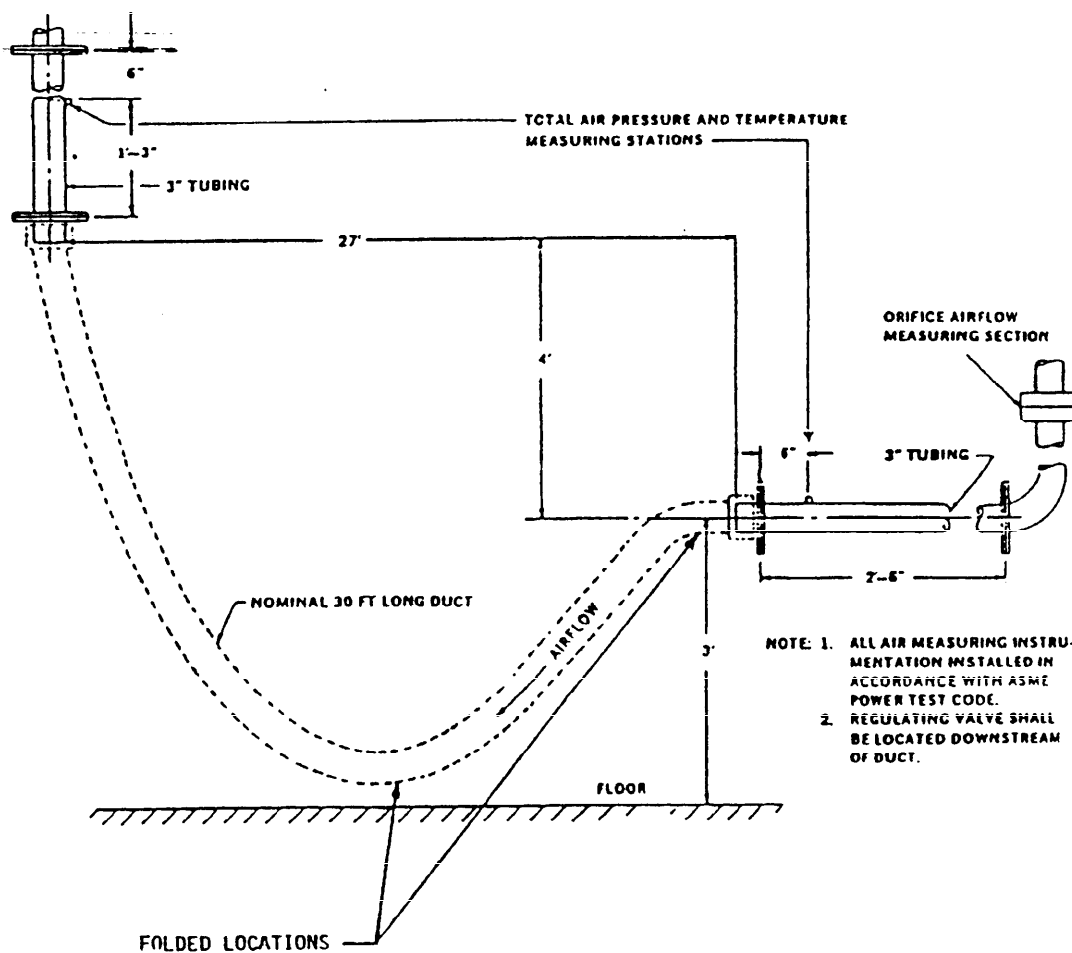 6"
TOTAL AIR PRESSURE AND TEMPERATURE
MEASURING STATIONS
1'-3"
3" TUBING
27'
ORIFICE AIRFLOW
MEASURING SECTION
4'
6"
3" TUBING
2'-6"
NOMINAL 30 FT LONG DUCT
AIRFLOW
3'
NOTE: 1. ALL AIR MEASURING INSTRU-
MENTATION INSTALLED IN
ACCORDANCE WITH ASME
POWER TEST CODE.
2. REGULATING VALVE SHALL
BE LOCATED DOWNSTREAM
OF DUCT.
FLOOR
FOLDED LOCATIONS